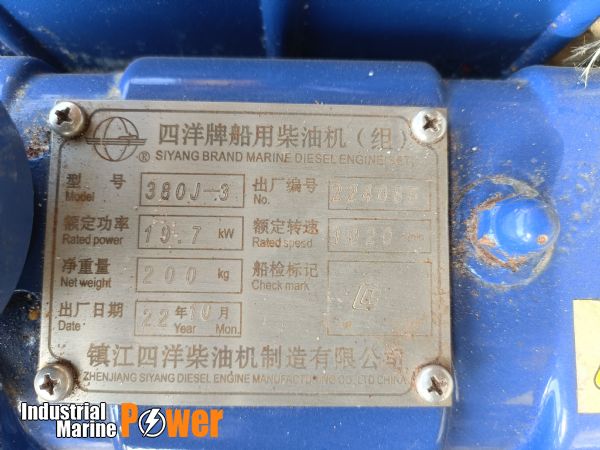 四洋牌船用柴油机(组)
® SIYANG BRAND MARINE DIESEL ENGINE(SET)
型 号 380J-3 出厂编号
Model No.
额定功率 19.7 kW 额定转速
Rated power Rated speed
净重量 200 kg 船检标记
Net weight Check mark
出厂日期 22 年 10 月
Date Year Mon.
镇江四洋柴油机制造有限公司
ZHENJIANG SIYANG DIESEL ENGINE MANUFACTURING CO.,LTD CHINA
Industrial
Marine Power